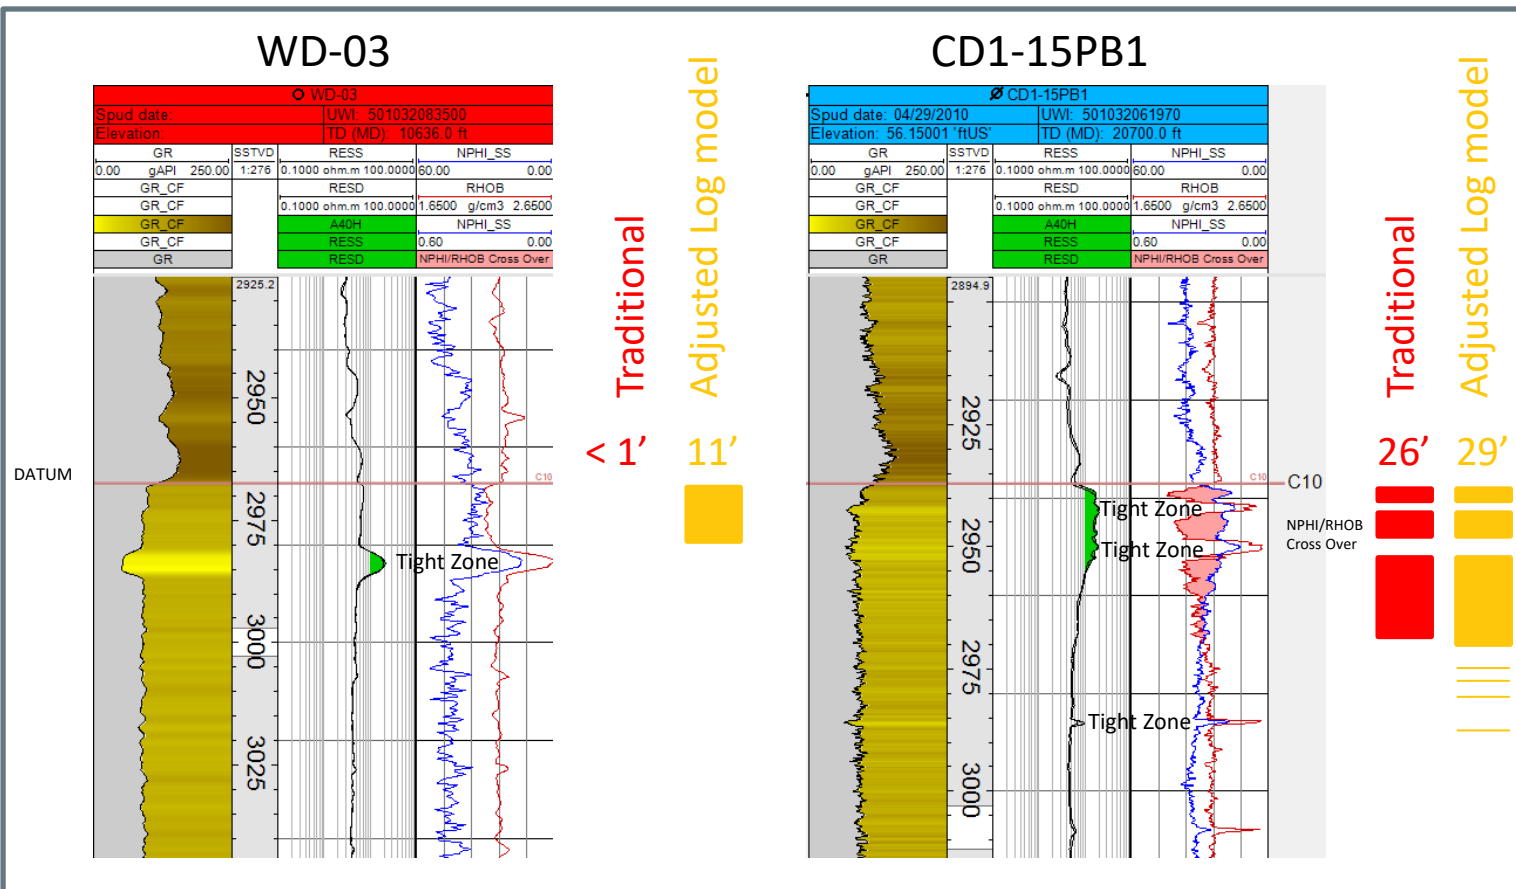 WD-03
WD-03
Spud date:
UWI: 501032083500
Elevation:
TD (MD): 10636.0 ft
GR
SSTVD
RESS
NPHI_SS
0.00 gAPI 250.00
1:276
0.1000 ohm.m 100.0000
60.00 0.00
GR_CF
RESD
RHOB
GR_CF
0.1000 ohm.m 100.0000
1.6500 g/cm3 2.6500
GR_CF
A40H
NPHI_SS
GR_CF
RESS
0.60 0.00
GR
RESD
NPHI/RHOB Cross Over
2925.2
2950
2975
3000
3025
DATUM
C10
Tight Zone
Traditional
Adjusted Log model
< 1’
11’
CD1-15PB1
CD1-15PB1
Spud date: 04/29/2010
UWI: 501032061970
Elevation: 56.15001 'ftUS'
TD (MD): 20700.0 ft
GR
SSTVD
RESS
NPHI_SS
0.00 gAPI 250.00
1:276
0.1000 ohm.m 100.0000
60.00 0.00
GR_CF
RESD
RHOB
GR_CF
0.1000 ohm.m 100.0000
1.6500 g/cm3 2.6500
GR_CF
A40H
NPHI_SS
GR_CF
RESS
0.60 0.00
GR
RESD
NPHI/RHOB Cross Over
2894.9
2925
2950
2975
3000
C10
C10
Tight Zone
Tight Zone
Tight Zone
NPHI/RHOB
Cross Over
Traditional
Adjusted Log model
26’
29’